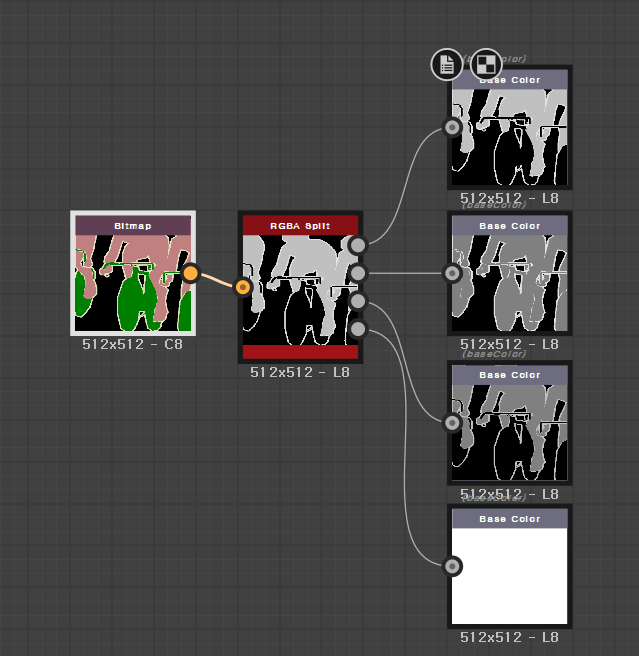 (baseColor)
Base Color
512x512 - L8
(baseColor)
Bitmap
RGBA Split
Base Color
512x512 - C8
512x512 - L8
512x512 - L8
(baseColor)
Base Color
512x512 - L8
(baseColor)
Base Color
512x512 - L8